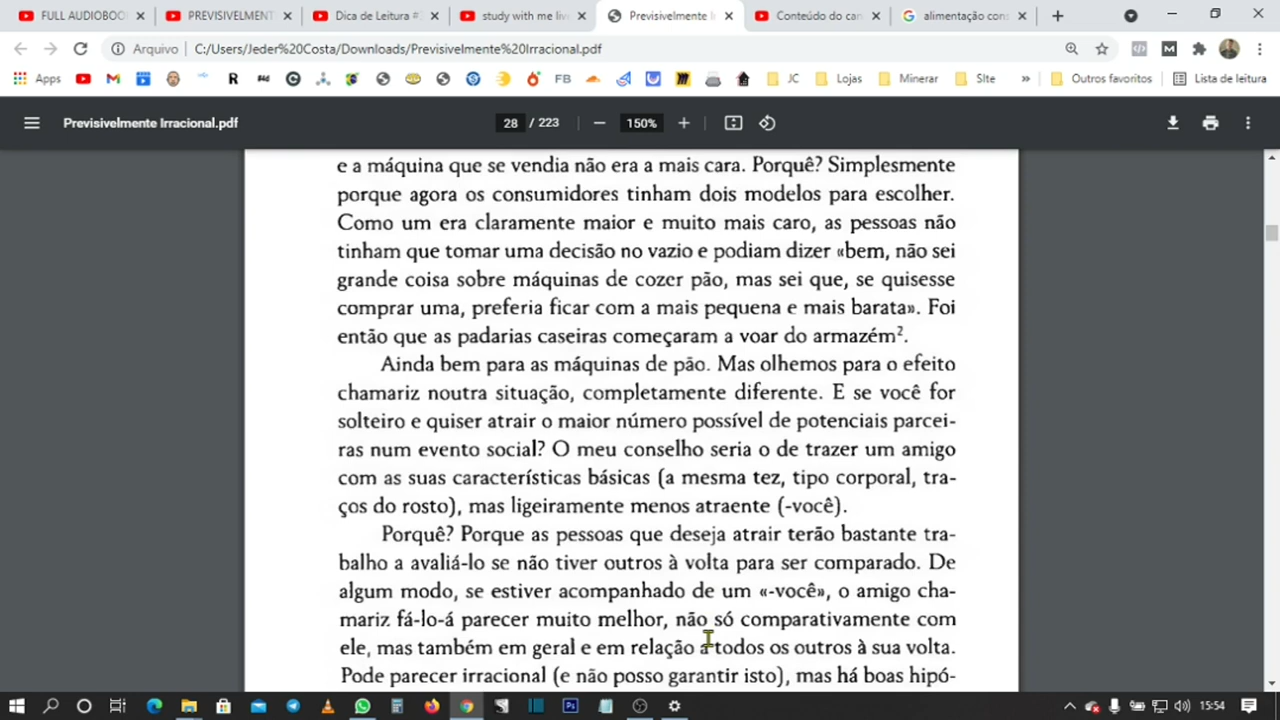 FULL AUDIOBOO
PREVISIVELMENT
Dica de Leitura #
study with me live
Previsivelmente I
Conteúdo do car
alimentação con
Arquivo
C:/Users/Jeder%20Costa/Downloads/Previsivelmente%20Irracional.pdf
Apps
FB
JC
Lojas
Minerar
SIte
Outros favoritos
Lista de leitura
Previsivelmente Irracional.pdf
28 / 223
150%
e a máquina que se vendia não era a mais cara. Porquê? Simplesmente
porque agora os consumidores tinham dois modelos para escolher.
Como um era claramente maior e muito mais caro, as pessoas não
tinham que tomar uma decisão no vazio e podiam dizer «bem, não sei
grande coisa sobre máquinas de cozer pão, mas sei que, se quisesse
comprar uma, preferia ficar com a mais pequena e mais barata». Foi
então que as padarias caseiras começaram a voar do armazém².
Ainda bem para as máquinas de pão. Mas olhemos para o efeito
chamariz noutra situação, completamente diferente. E se você for
solteiro e quiser atrair o maior número possível de potenciais parcei-
ras num evento social? O meu conselho seria o de trazer um amigo
com as suas características básicas (a mesma tez, tipo corporal, tra-
ços do rosto), mas ligeiramente menos atraente (-você).
Porquê? Porque as pessoas que deseja atrair terão bastante tra-
balho a avaliá-lo se não tiver outros à volta para ser comparado. De
algum modo, se estiver acompanhado de um «-você», o amigo cha-
mariz fá-lo-á parecer muito melhor, não só comparativamente com
ele, mas também em geral e em relação a todos os outros à sua volta.
Pode parecer irracional (e não posso garantir isto), mas há boas hipó-
15:54